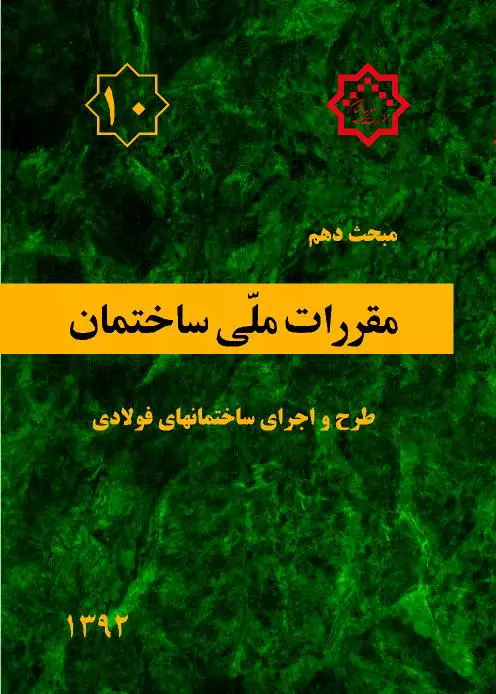 ۱۰
مبحث دهم
مقررات ملّی ساختمان
طرح و اجرای ساختمانهای فولادی
۱۳۹۲